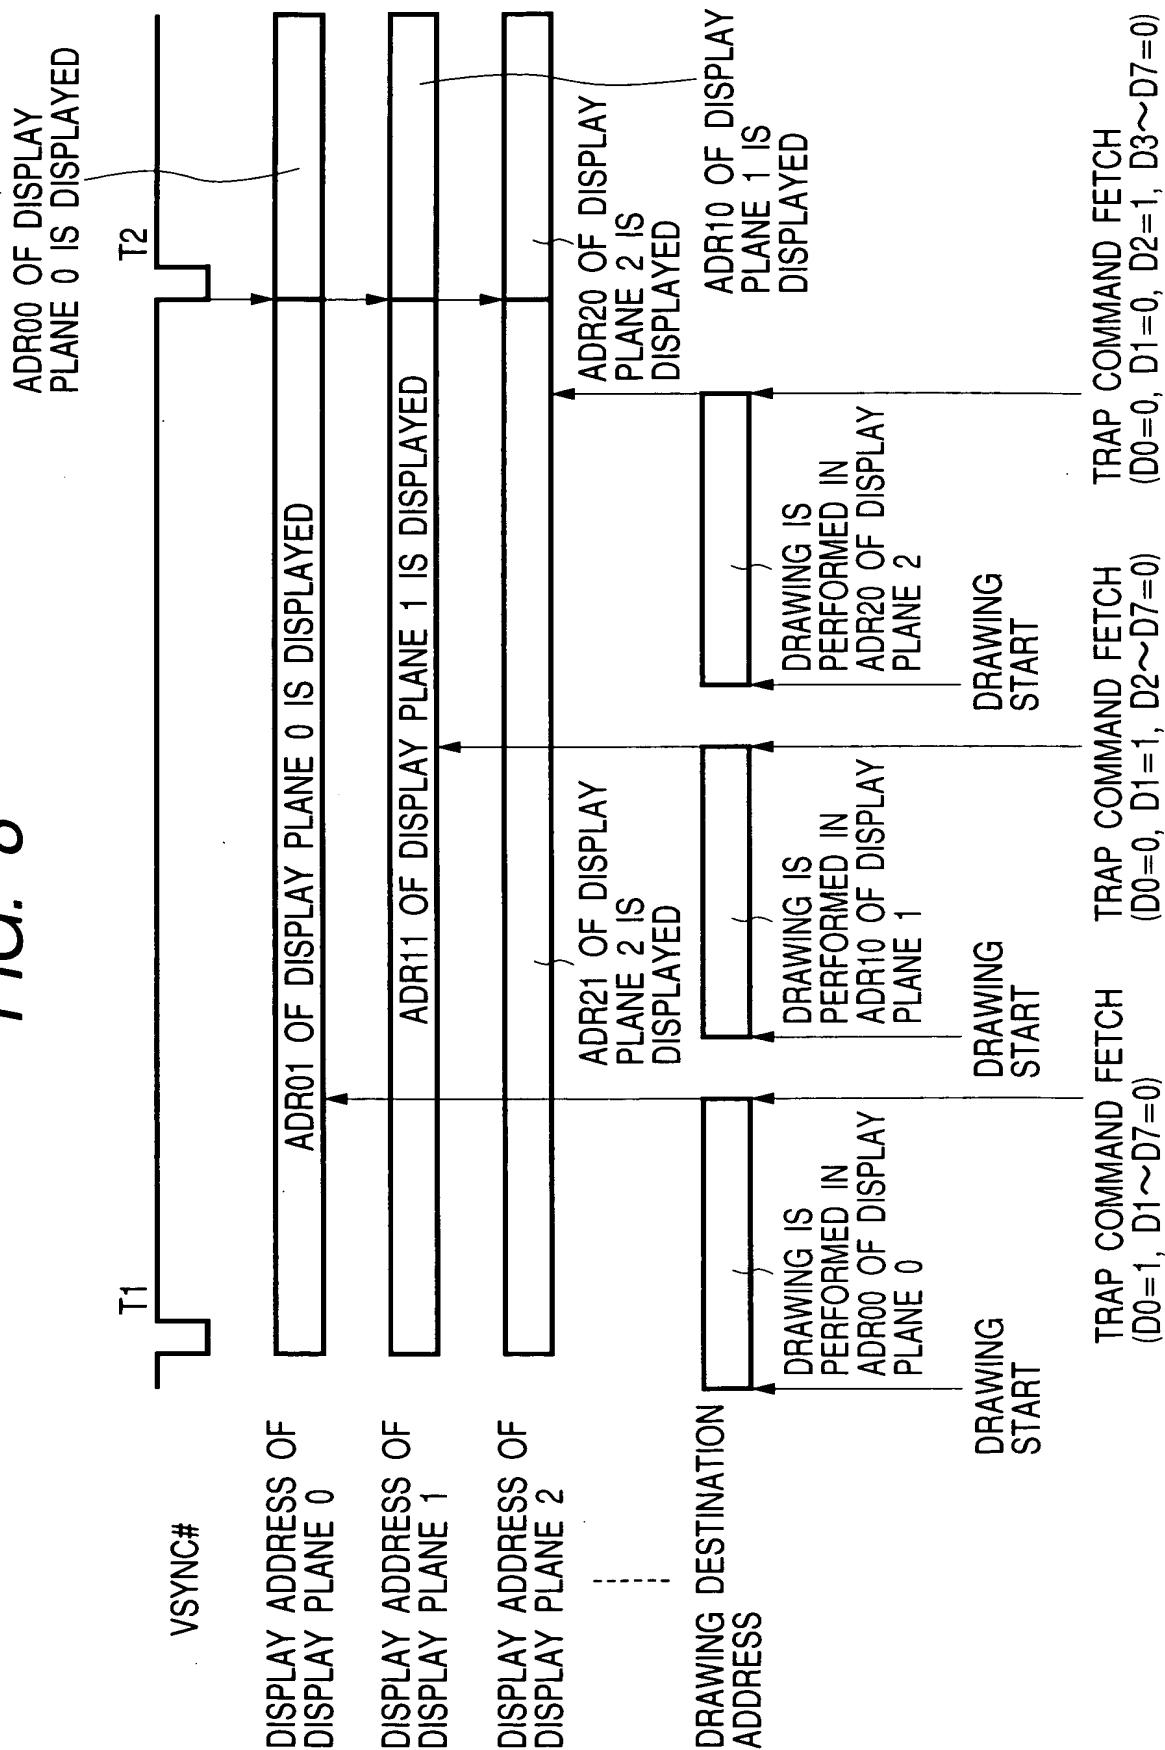 FIG. 8
ADR00 OF DISPLAY
PLANE 0 IS DISPLAYED
T1
T2
VSYNC#
DISPLAY ADDRESS OF
DISPLAY PLANE 0
ADR01 OF DISPLAY PLANE 0 IS DISPLAYED
DISPLAY ADDRESS OF
DISPLAY PLANE 1
ADR11 OF DISPLAY PLANE 1 IS DISPLAYED
DISPLAY ADDRESS OF
DISPLAY PLANE 2
ADR21 OF DISPLAY
PLANE 2 IS
DISPLAYED
ADR20 OF DISPLAY
PLANE 2 IS
DISPLAYED
ADR10 OF DISPLAY
PLANE 1 IS
DISPLAYED
DRAWING DESTINATION
ADDRESS
DRAWING IS
PERFORMED IN
ADR00 OF DISPLAY
PLANE 0
DRAWING IS
PERFORMED IN
ADR10 OF DISPLAY
PLANE 1
DRAWING IS
PERFORMED IN
ADR20 OF DISPLAY
PLANE 2
DRAWING
START
DRAWING
START
DRAWING
START
TRAP COMMAND FETCH
(D0=1, D1~D7=0)
TRAP COMMAND FETCH
(D0=0, D1=1, D2~D7=0)
TRAP COMMAND FETCH
(D0=0, D1=0, D2=1, D3~D7=0)